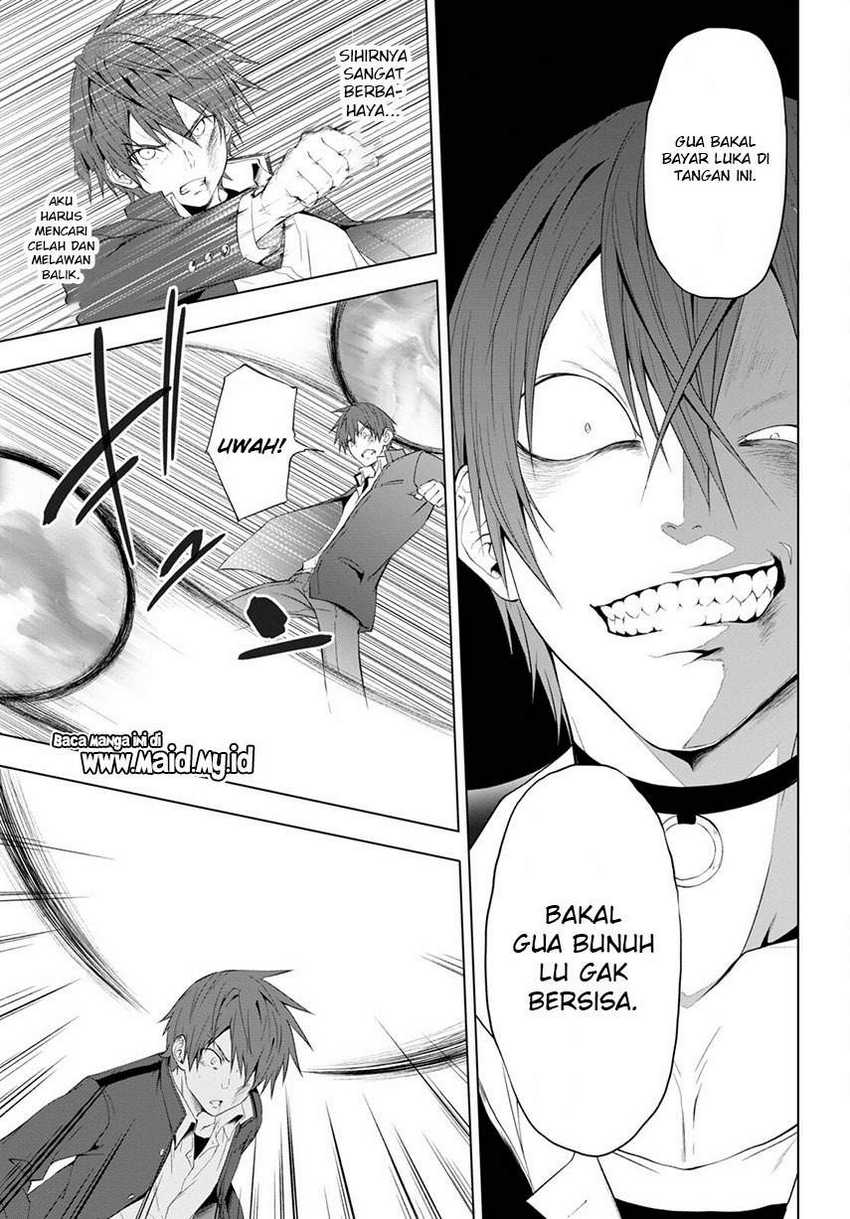 GUA BAKAL
BAYAR LUKA DI
TANGAN INI.
BAKAL
GUA BUNUH
LU GAK
BERSISA.
SIHIRNYA
SANGAT
BERBA-
HAYA...
AKU
HARUS
MENCARI
CELAH DAN
MELAWAN
BALIK.
UWAH!
Baca Manga ini di
www.Maid.My.id